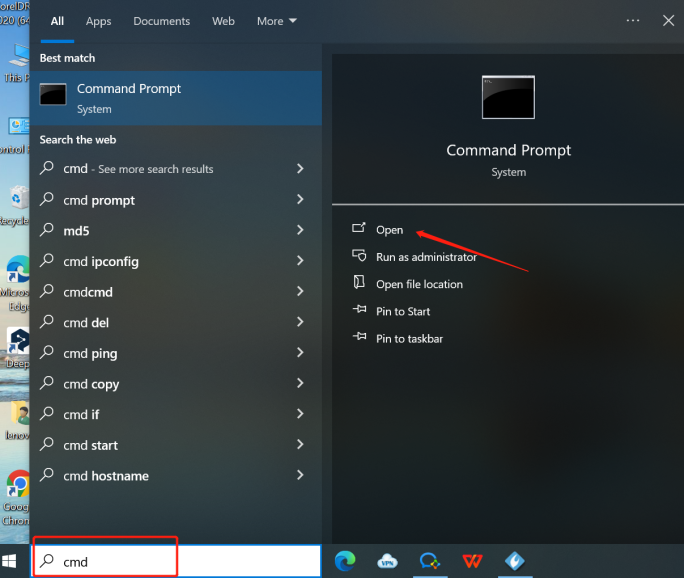 All Apps Documents Web More
Best match
Command Prompt
System
Search the web
cmd - See more search results
cmd prompt
md5
cmd ipconfig
cmdcmd
cmd del
cmd ping
cmd copy
cmd if
cmd start
cmd hostname
cmd
Command Prompt
System
Open
Run as administrator
Open file location
Pin to Start
Pin to taskbar
orelDR
020 (64
This P
ontrol
ecycle
Micros
Edge
Deep
lenov
Goog
Chron
VPN